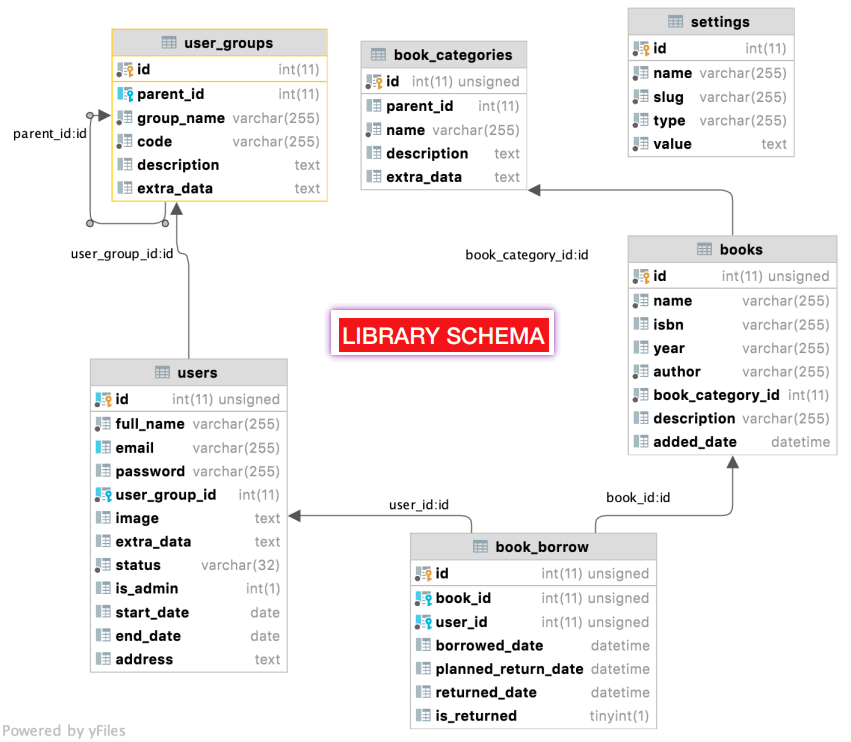 user_groups
id int(11)
parent_id int(11)
group_name varchar(255)
code varchar(255)
description text
extra_data text
parent_id:id
book_categories
id int(11) unsigned
parent_id int(11)
name varchar(255)
description text
extra_data text
settings
id int(11)
name varchar(255)
slug varchar(255)
type varchar(255)
value text
user_group_id:id
book_category_id:id
books
id int(11) unsigned
name varchar(255)
isbn varchar(255)
year varchar(255)
author varchar(255)
book_category_id int(11)
description varchar(255)
added_date datetime
LIBRARY SCHEMA
users
id int(11) unsigned
full_name varchar(255)
email varchar(255)
password varchar(255)
user_group_id int(11)
image text
extra_data text
status varchar(32)
is_admin int(1)
start_date date
end_date date
address text
user_id:id
book_id:id
book_borrow
id int(11) unsigned
book_id int(11) unsigned
user_id int(11) unsigned
borrowed_date datetime
planned_return_date datetime
returned_date datetime
is_returned tinyint(1)
Powered by yFiles